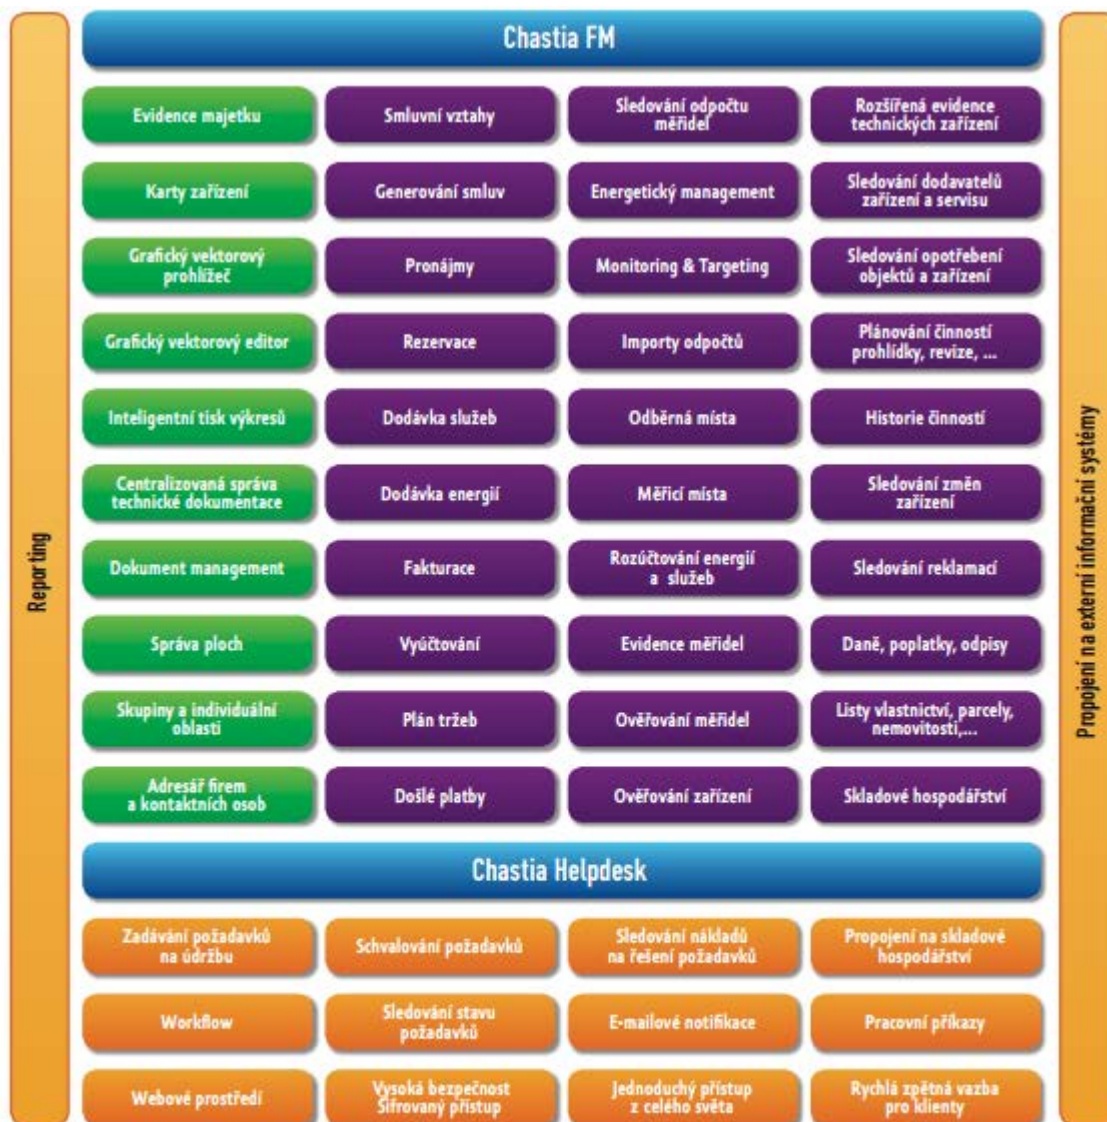 Reporting
Chastia FM
Evidence majetku
Smluvní vztahy
Sledování odpočtu
měřidel
Rozšířená evidence
technických zařízení
Karty zařízení
Generování smluv
Energetický management
Sledování dodavatelů
zařízení a servisu
Grafický vektorový
prohlížeč
Pronájmy
Monitoring & Targeting
Sledování opotřebení
objektů a zařízení
Grafický vektorový editor
Rezervace
Importy odpočtů
Plánování činností
prohlídky, revize, ...
Inteligentní tisk výkresů
Dodávka služeb
Odběrná místa
Historie činností
Centralizovaná správa
technické dokumentace
Dodávka energií
Měřicí místa
Sledování změn
zařízení
Dokument management
Fakturace
Rozúčtování energií
a služeb
Sledování reklamací
Správa ploch
Vyúčtování
Evidence měřidel
Daně, poplatky, odpisy
Skupiny a individuální
oblasti
Plán tržeb
Ověřování měřidel
Listy vlastnictví, parcely,
nemovitosti,...
Adresář firem
a kontaktních osob
Došlé platby
Ověřování zařízení
Skladové hospodářství
Chastia Helpdesk
Zadávání požadavků
na údržbu
Schvalování požadavků
Sledování nákladů
na řešení požadavků
Propojení na skladové
hospodářství
Workflow
Sledování stavu
požadavků
E-mailové notifikace
Pracovní příkazy
Webové prostředí
Vysoká bezpečnost
Šifrovaný přístup
Jednoduchý přístup
z celého světa
Rychlá zpětná vazba
pro klienty
Propojení na externí informační systémy